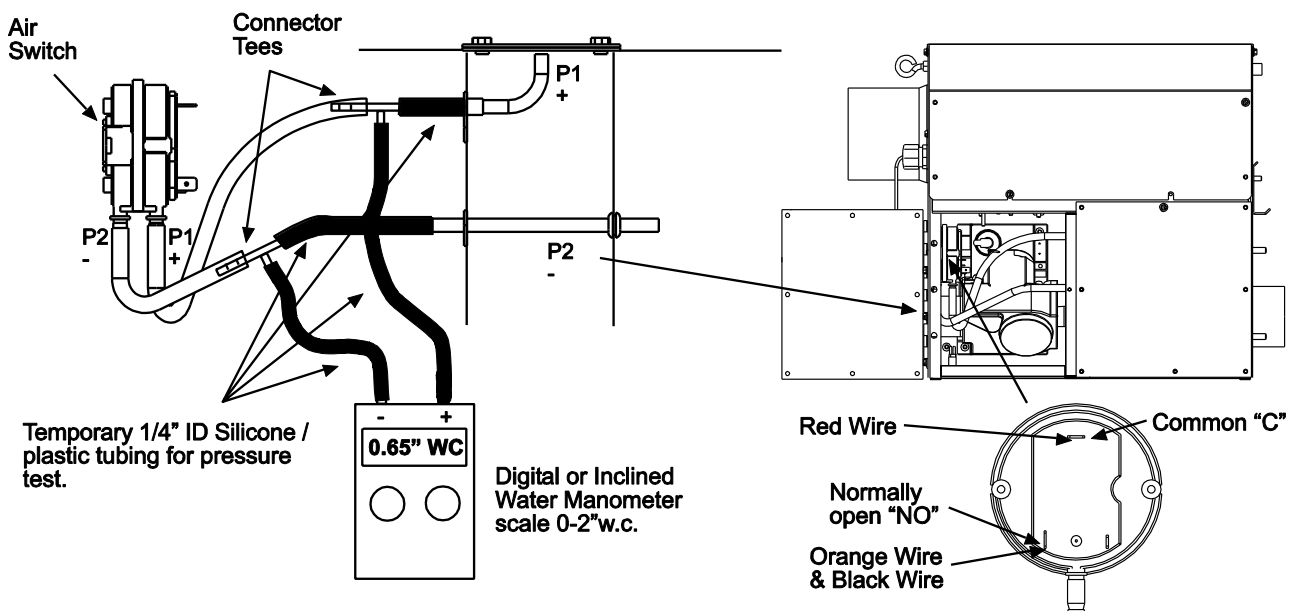 Air
Switch
Connector
Tees
P1
+
P2
-
P1
+
P2
-
-
+
0.65” WC
Temporary 1/4” ID Silicone /
plastic tubing for pressure
test.
Digital or Inclined
Water Manometer
scale 0-2”w.c.
Red Wire
Common “C”
Normally
open “NO”
Orange Wire
& Black Wire